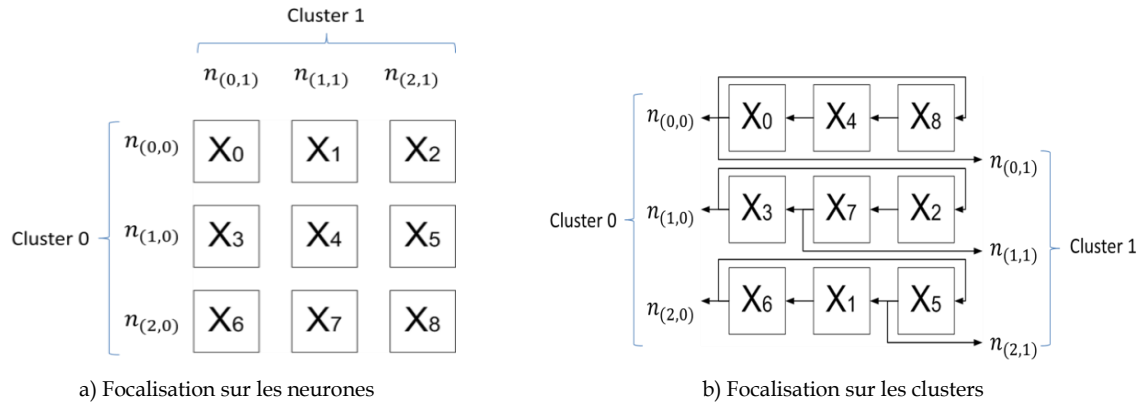 Cluster 1
n(0,1) n(1,1) n(2,1)
n(0,0) X0 X1 X2
Cluster 0 n(1,0) X3 X4 X5
n(2,0) X6 X7 X8
a) Focalisation sur les neurones
n(0,0) X0 X4 X8
n(0,1)
Cluster 0 n(1,0) X3 X7 X2
n(1,1) Cluster 1
n(2,0) X6 X1 X5
n(2,1)
b) Focalisation sur les clusters